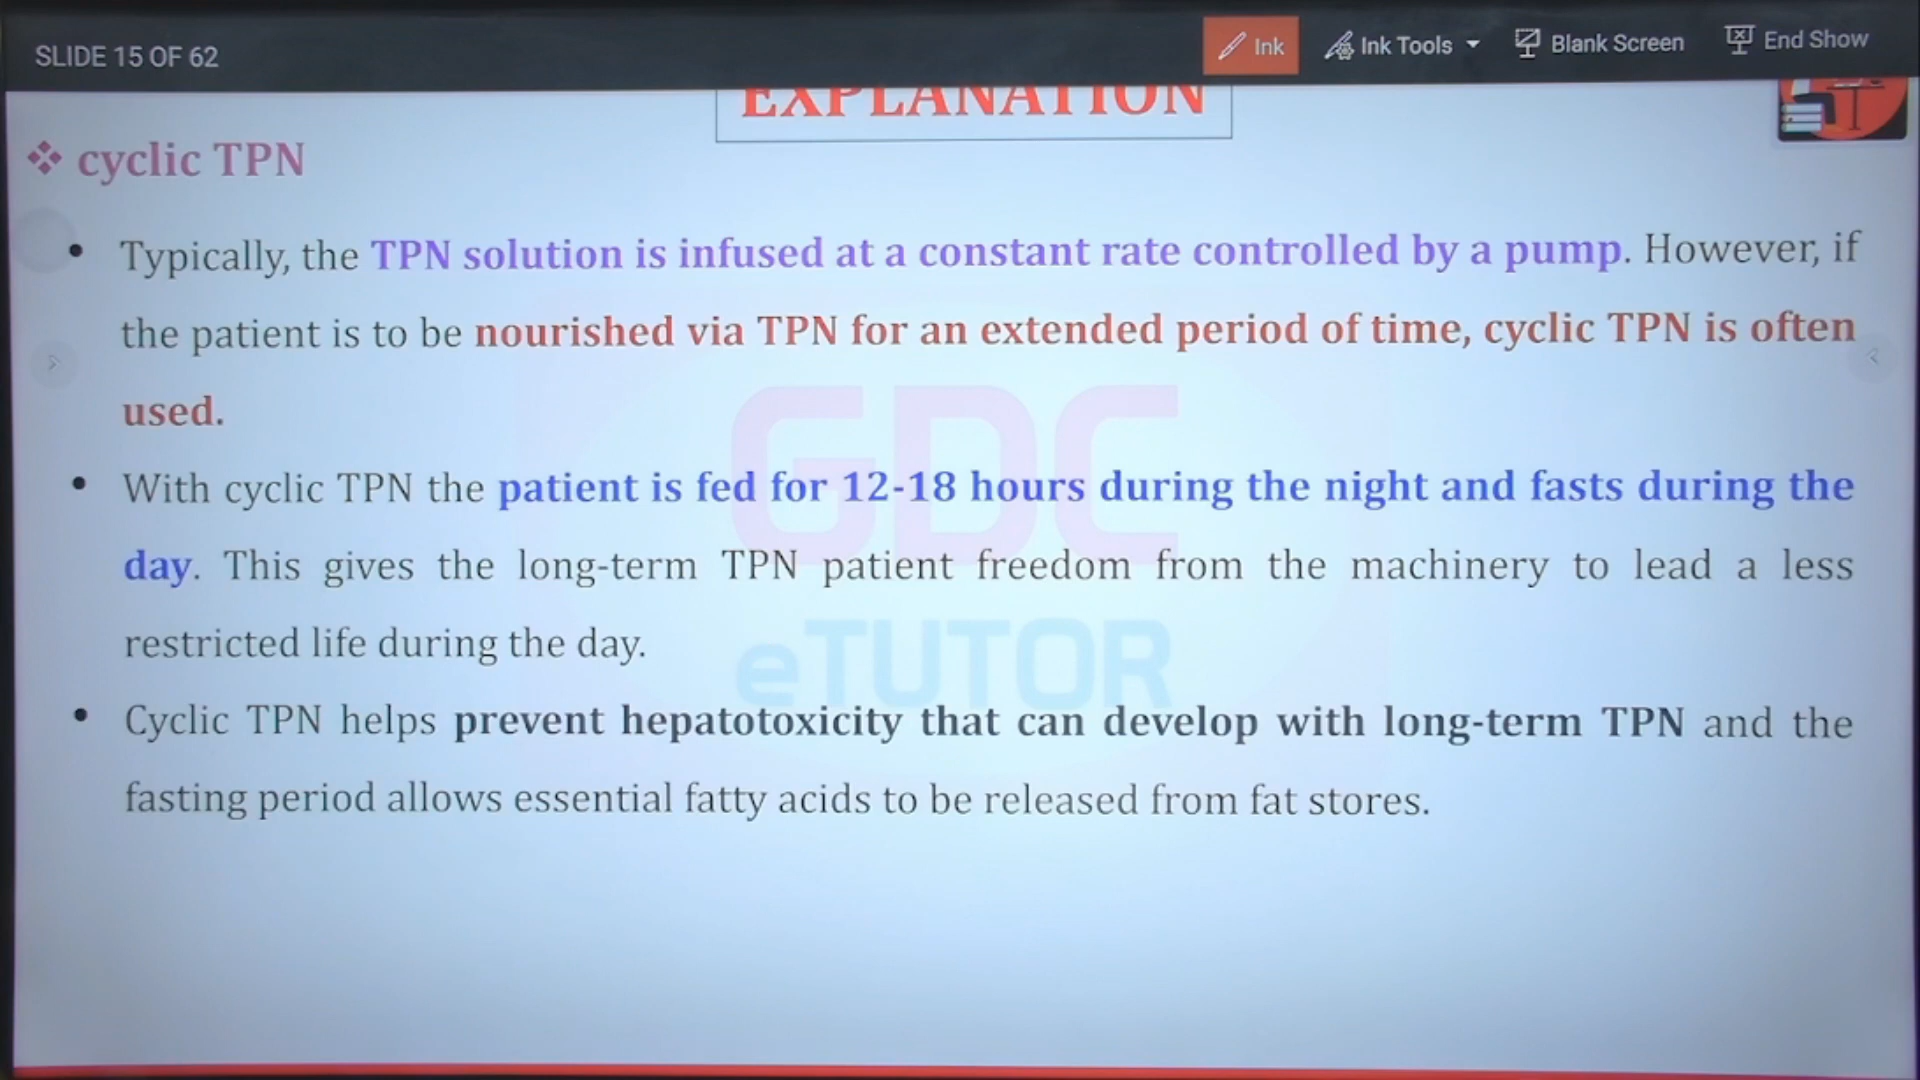 SLIDE 15 OF 62
Ink
Ink Tools
Blank Screen
End Show
EXPLANATION
❖ cyclic TPN
• Typically, the TPN solution is infused at a constant rate controlled by a pump. However, if
the patient is to be nourished via TPN for an extended period of time, cyclic TPN is often
used.
• With cyclic TPN the patient is fed for 12-18 hours during the night and fasts during the
day. This gives the long-term TPN patient freedom from the machinery to lead a less
restricted life during the day.
• Cyclic TPN helps prevent hepatotoxicity that can develop with long-term TPN and the
fasting period allows essential fatty acids to be released from fat stores.
GDC
eTUTOR